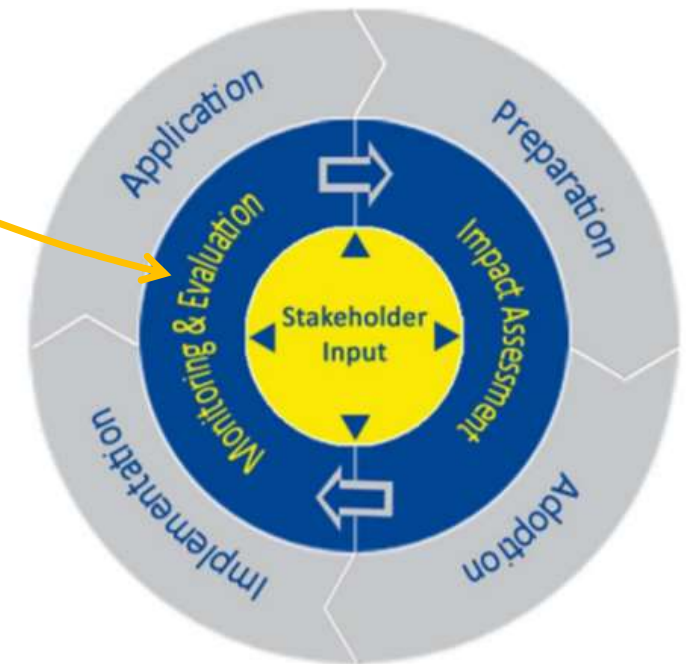 Application
Preparation
Monitoring & Evaluation
Impact Assessment
Stakeholder
Input
Implementation
Adoption